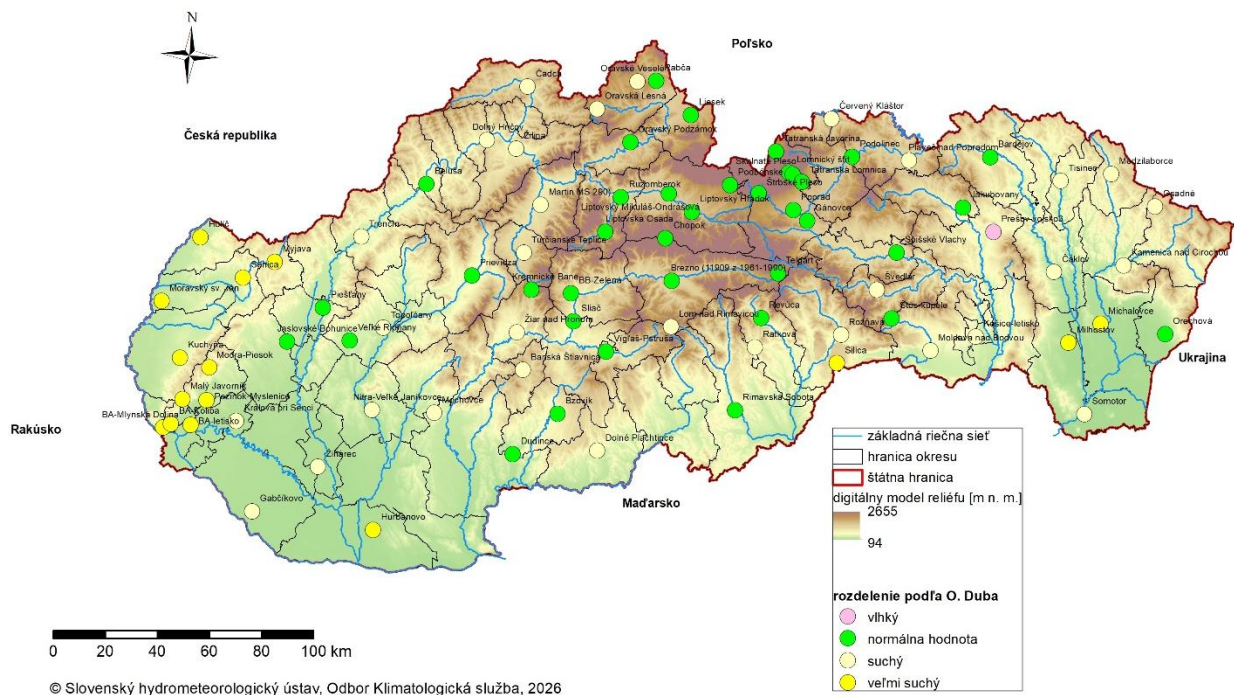 N
Poľsko
Česká republika
Rakúsko
Maďarsko
Ukrajina
Čadca
Oravské Veselé
Rabča
Oravská Lesná
Liesek
Dolný Hričov
Žilina
Oravský Podzámok
Červený Kláštor
Tatranská Javorina
Podolínec
Plaveč nad Popradom
Bardejov
Tisinec
Medzilaborce
Osadné
Skalnaté Pleso
Lomnický štít
Tatranská Lomnica
Podbanské
Štrbské Pleso
Beluša
Martin
Ružomberok
Liptovský Mikuláš-Ondrašová
Liptovský Hrádok
Poprad
Gánovce
Jakubovany
Prešov-vojsko
Liptovská Osada
Chopok
Turčianske Teplice
Trenčín
Holíč
Myjava
Senica
Moravský sv. Ján
Prievidza
Kremnické Bane
BB-Zelená
Brezno (11909 z 1981-1990)
Telgárt
Spišské Vlachy
Švedlár
Čaklov
Kamenica nad Cirochou
Piešťany
Topoľčany
Sliač
Žiar nad Hronom
Lom nad Rimavicou
Revúca
Ratková
Rožňava
Štós-kúpele
Košice-letisko
Moldava nad Bodvou
Michalovce
Milhostov
Orechová
Jaslovské Bohunice
Veľké Ripňany
Vígľaš-Pstruša
Banská Štiavnica
Silica
Kuchyňa
Modra-Piesok
Malý Javorník
Pezinok-Myslenice
Kráľová pri Senci
BA-Mlynská Dolina
BA-Koliba
BA-letisko
Nitra-Veľké Janíkovce
Mochovce
Bzovík
Rimavská Sobota
Somotor
Dudince
Dolné Plachtince
Žihárec
Gabčíkovo
Hurbanovo
základná riečna sieť
hranica okresu
štátna hranica
digitálny model reliéfu [m n. m.]
2655
94
rozdelenie podľa O. Duba
vlhký
normálna hodnota
suchý
veľmi suchý
0 20 40 60 80 100 km
© Slovenský hydrometeorologický ústav, Odbor Klimatologická služba, 2026